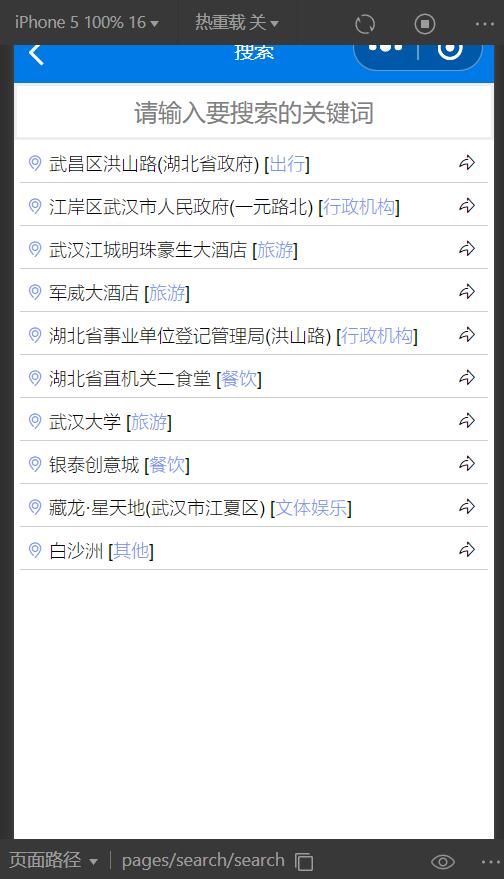 iPhone 5 100% 16 热重载 关
搜索
请输入要搜索的关键词
武昌区洪山路(湖北省政府) [出行]
江岸区武汉市人民政府(一元路北) [行政机构]
武汉江城明珠豪生大酒店 [旅游]
军威大酒店 [旅游]
湖北省事业单位登记管理局(洪山路) [行政机构]
湖北省直机关二食堂 [餐饮]
武汉大学 [旅游]
银泰创意城 [餐饮]
藏龙·星天地(武汉市江夏区) [文体娱乐]
白沙洲 [其他]
页面路径 pages/search/search